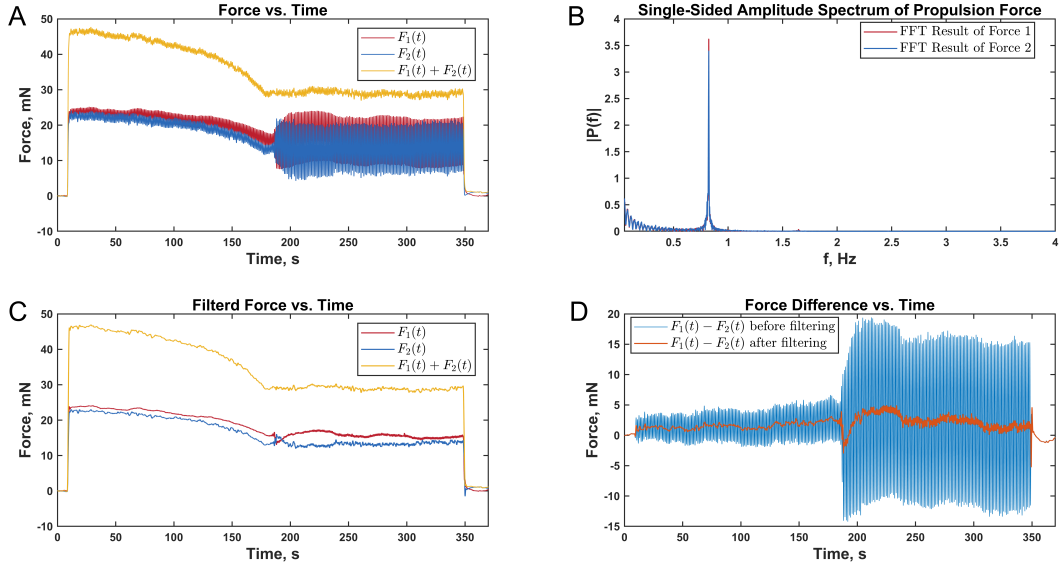 A
Force vs. Time
F₁(t)
F₂(t)
F₁(t) + F₂(t)
Force, mN
50
40
30
20
10
0
-10
0 50 100 150 200 250 300 350
Time, s
B
Single-Sided Amplitude Spectrum of Propulsion Force
FFT Result of Force 1
FFT Result of Force 2
|P(f)|
4
3.5
3
2.5
2
1.5
1
0.5
0
0.5 1 1.5 2 2.5 3 3.5 4
f, Hz
C
Filterd Force vs. Time
F₁(t)
F₂(t)
F₁(t) + F₂(t)
Force, mN
50
40
30
20
10
0
-10
0 50 100 150 200 250 300 350
Time, s
D
Force Difference vs. Time
F₁(t) − F₂(t) before filtering
F₁(t) − F₂(t) after filtering
Force, mN
20
15
10
5
0
-5
-10
-15
0 50 100 150 200 250 300 350
Time, s